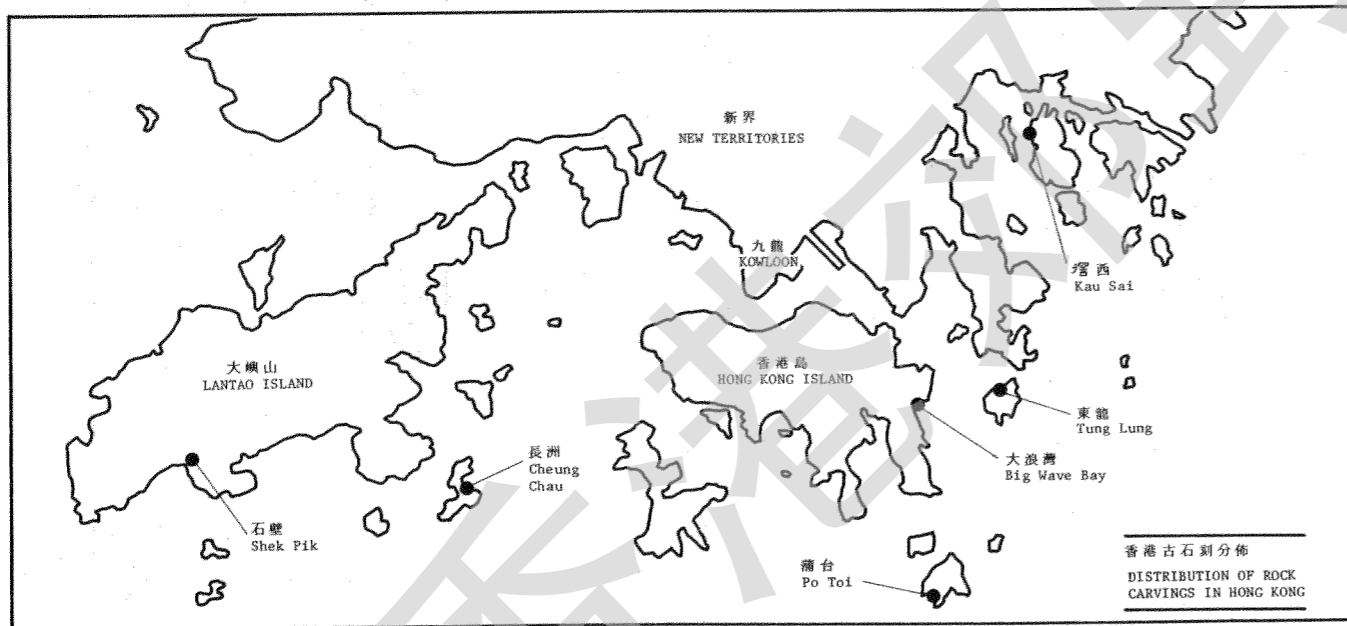 新界
NEW TERRITORIES
九龍
KOWLOON
滘西
Kau Sai
大嶼山
LANTAO ISLAND
香港島
HONG KONG ISLAND
東龍
Tung Lung
長洲
Cheung
Chau
大浪灣
Big Wave Bay
石壁
Shek Pik
蒲台
Po Toi
香港古石刻分佈
DISTRIBUTION OF ROCK
CARVINGS IN HONG KONG